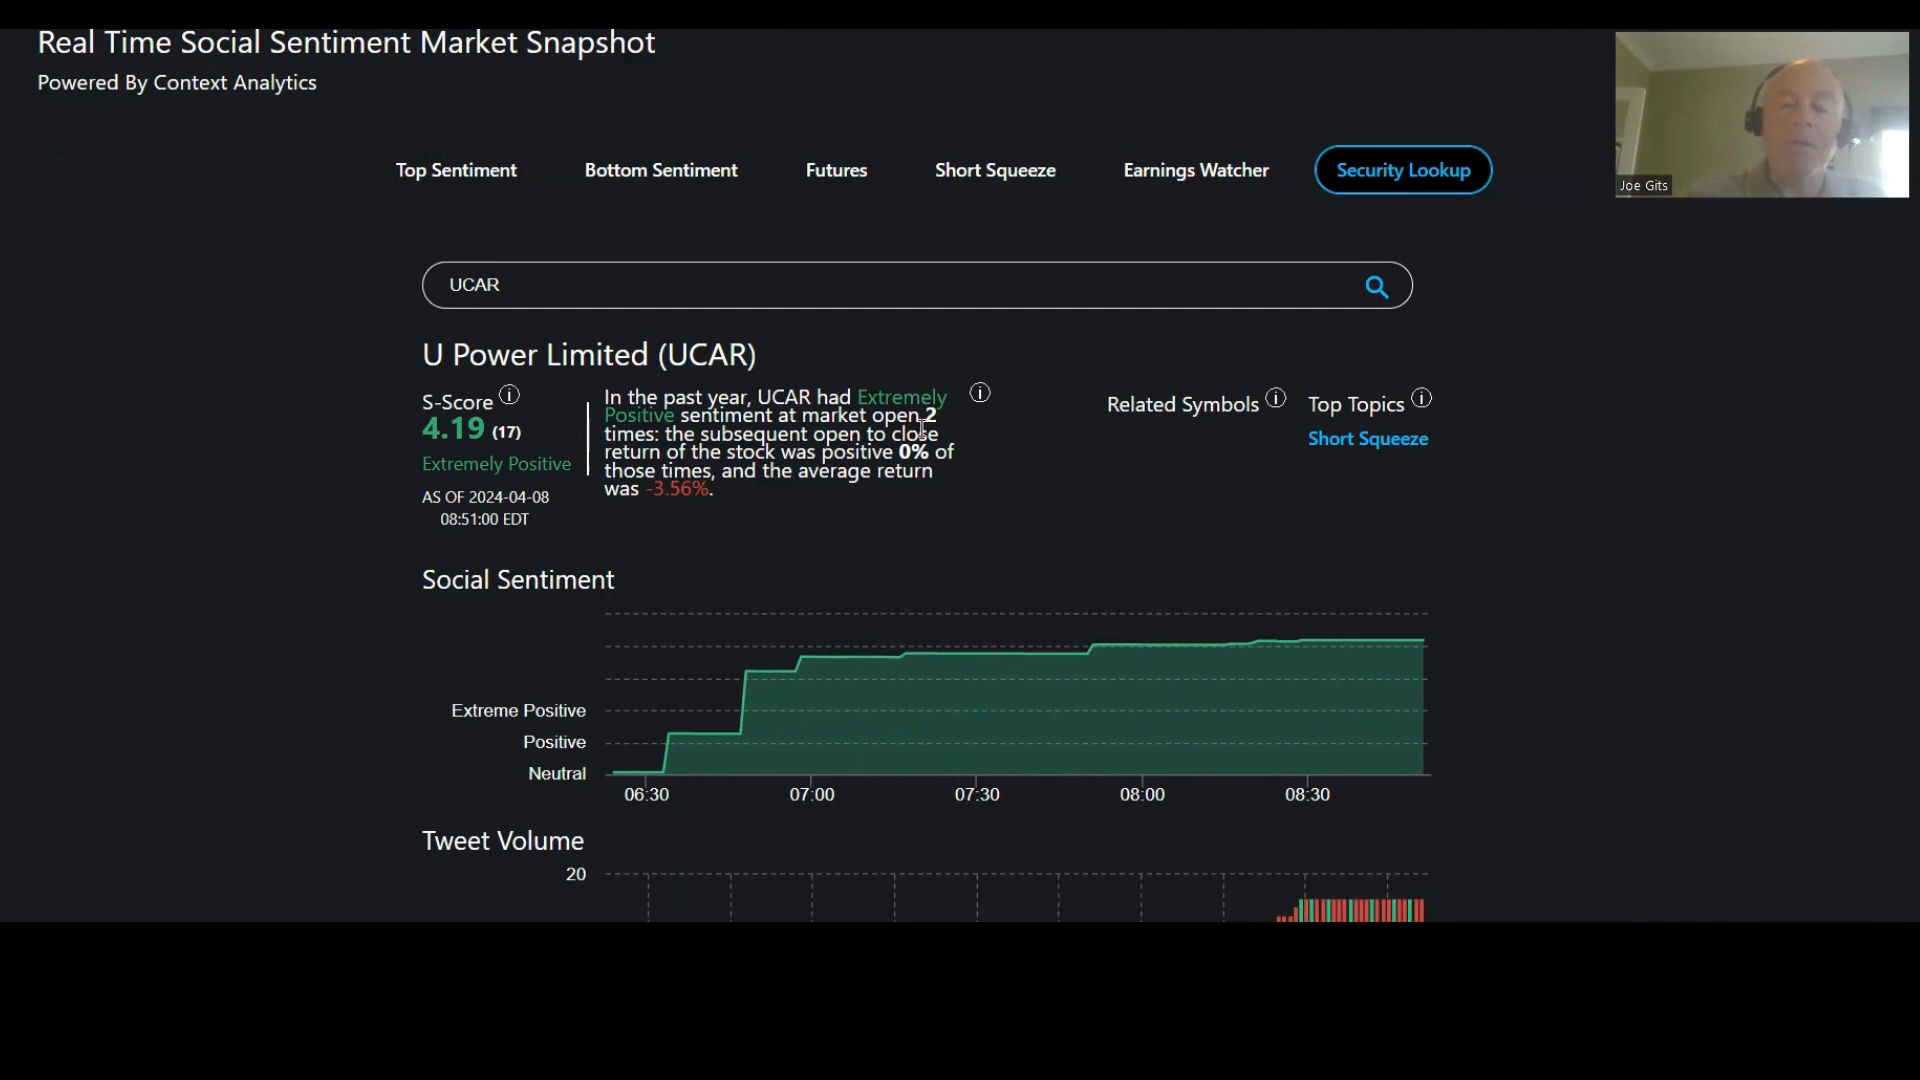 Real Time Social Sentiment Market Snapshot
Powered By Context Analytics
Joe Gits
Top Sentiment
Bottom Sentiment
Futures
Short Squeeze
Earnings Watcher
Security Lookup
UCAR
U Power Limited (UCAR)
S-Score
4.19 (17)
Extremely Positive
AS OF 2024-04-08
08:51:00 EDT
In the past year, UCAR had Extremely
Positive sentiment at market open 2
times: the subsequent open to close
return of the stock was positive 0% of
those times, and the average return
was -3.56%.
Related Symbols
Top Topics
Short Squeeze
Social Sentiment
Extreme Positive
Positive
Neutral
06:30 07:00 07:30 08:00 08:30
Tweet Volume
20